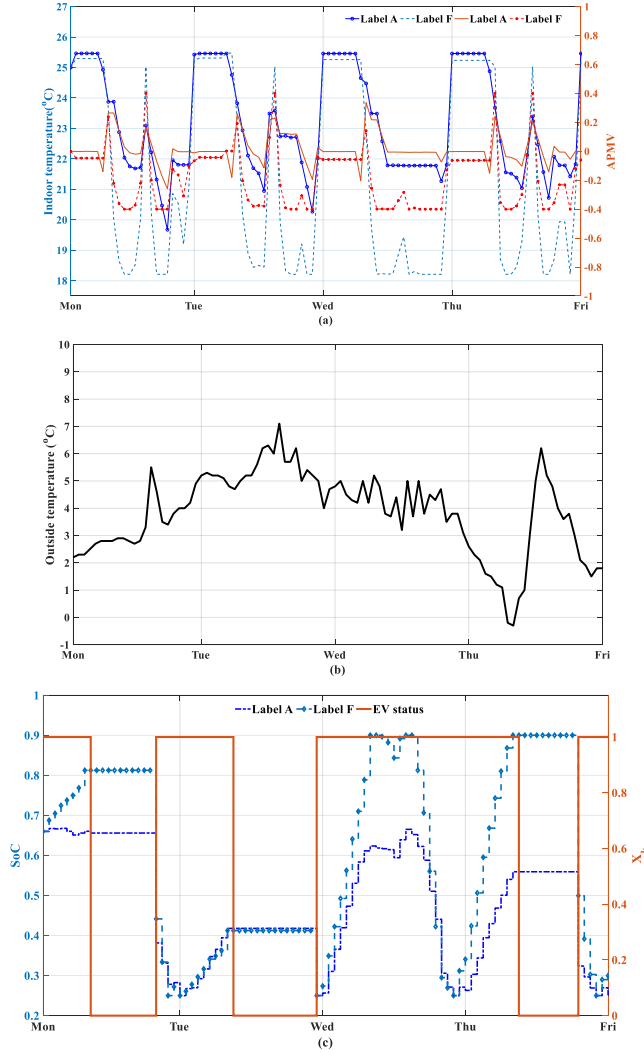 27
26
25
24
23
22
21
20
19
18
Indoor temperature(°C)
Label A
Label F
Label A
Label F
1
0.8
0.6
0.4
0.2
0
-0.2
-0.4
-0.6
-0.8
-1
APMV
Mon
Tue
Wed
Thu
Fri
(a)
10
9
8
7
6
5
4
3
2
1
0
-1
Outside temperature (°C)
Mon
Tue
Wed
Thu
Fri
(b)
1
0.9
0.8
0.7
0.6
0.5
0.4
0.3
0.2
SoC
Label A
Label F
EV status
1
0.8
0.6
0.4
0.2
0
Mon
Tue
Wed
Thu
Fri
(c)